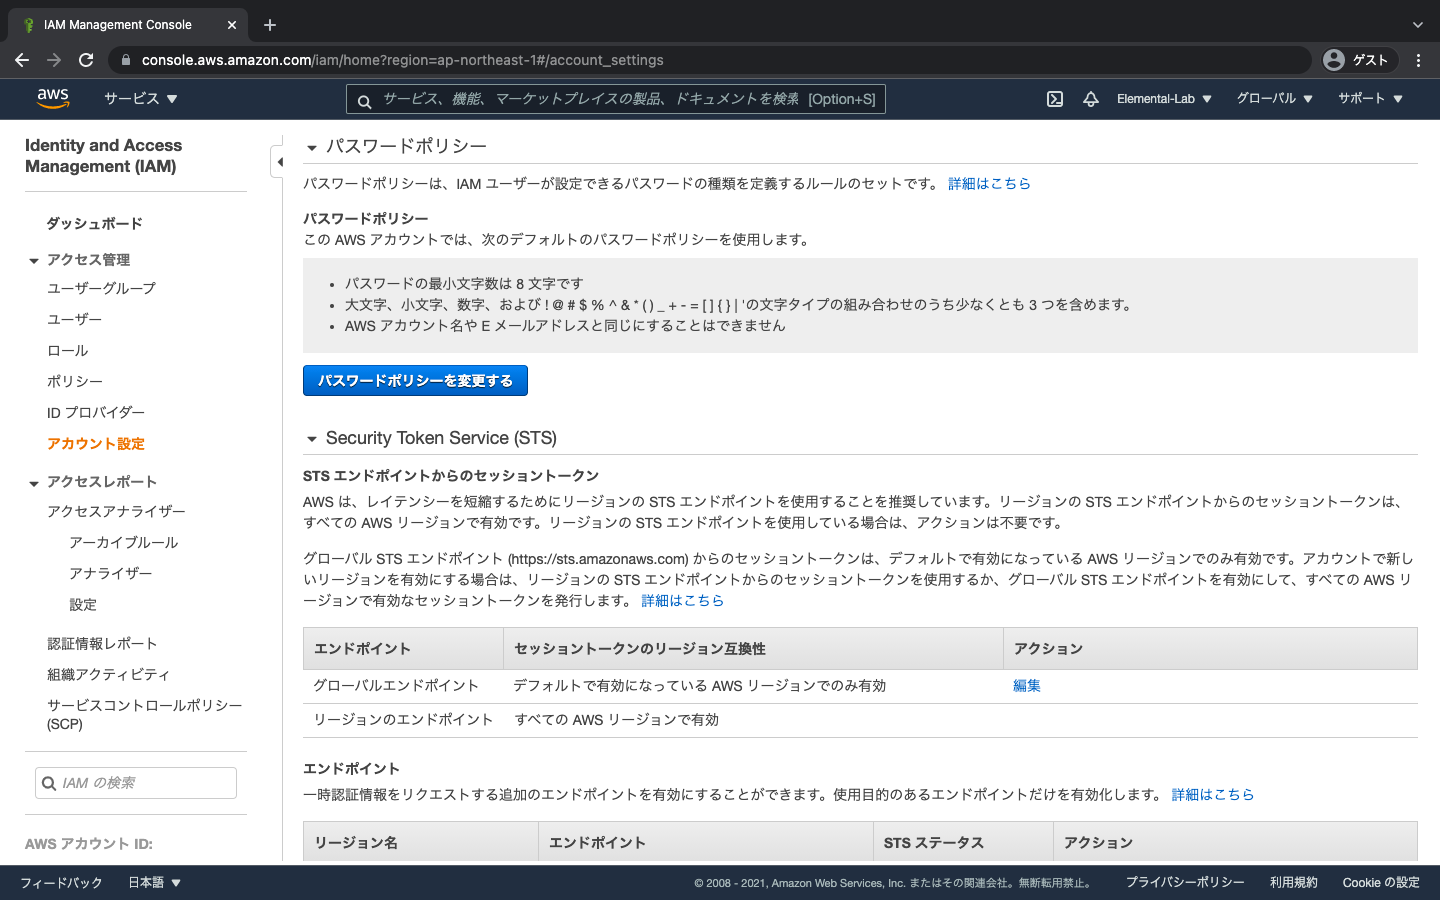 IAM Management Console
console.aws.amazon.com/iam/home?region=ap-northeast-1#/account_settings
ゲスト
aws
サービス
サービス、機能、マーケットプレイスの製品、ドキュメントを検索 [Option+S]
Elemental-Lab
グローバル
サポート
Identity and Access
Management (IAM)
ダッシュボード
アクセス管理
ユーザーグループ
ユーザー
ロール
ポリシー
ID プロバイダー
アカウント設定
アクセスレポート
アクセスアナライザー
アーカイブルール
アナライザー
設定
認証情報レポート
組織アクティビティ
サービスコントロールポリシー
(SCP)
IAM の検索
AWS アカウント ID:
パスワードポリシー
パスワードポリシーは、IAM ユーザーが設定できるパスワードの種類を定義するルールのセットです。 詳細はこちら
パスワードポリシー
この AWS アカウントでは、次のデフォルトのパスワードポリシーを使用します。
• パスワードの最小文字数は 8 文字です
• 大文字、小文字、数字、および ! @ # $ % ^ & * ( ) _ + - = [ ] { } | ' の文字タイプの組み合わせのうち少なくとも 3 つを含めます。
• AWS アカウント名や E メールアドレスと同じにすることはできません
パスワードポリシーを変更する
Security Token Service (STS)
STS エンドポイントからのセッショントークン
AWS は、レイテンシーを短縮するためにリージョンの STS エンドポイントを使用することを推奨しています。リージョンの STS エンドポイントからのセッショントークンは、
すべての AWS リージョンで有効です。リージョンの STS エンドポイントを使用している場合は、アクションは不要です。
グローバル STS エンドポイント (https://sts.amazonaws.com) からのセッショントークンは、デフォルトで有効になっている AWS リージョンでのみ有効です。アカウントで新し
いリージョンを有効にする場合は、リージョンの STS エンドポイントからのセッショントークンを使用するか、グローバル STS エンドポイントを有効にして、すべての AWS リ
ージョンで有効なセッショントークンを発行します。 詳細はこちら
エンドポイント セッショントークンのリージョン互換性 アクション
グローバルエンドポイント デフォルトで有効になっている AWS リージョンでのみ有効 編集
リージョンのエンドポイント すべての AWS リージョンで有効
エンドポイント
一時認証情報をリクエストする追加のエンドポイントを有効にすることができます。使用目的のあるエンドポイントだけを有効化します。 詳細はこちら
リージョン名 エンドポイント STS ステータス アクション
フィードバック 日本語 © 2008 - 2021, Amazon Web Services, Inc. またはその関連会社。無断転用禁止。 プライバシーポリシー 利用規約 Cookie の設定